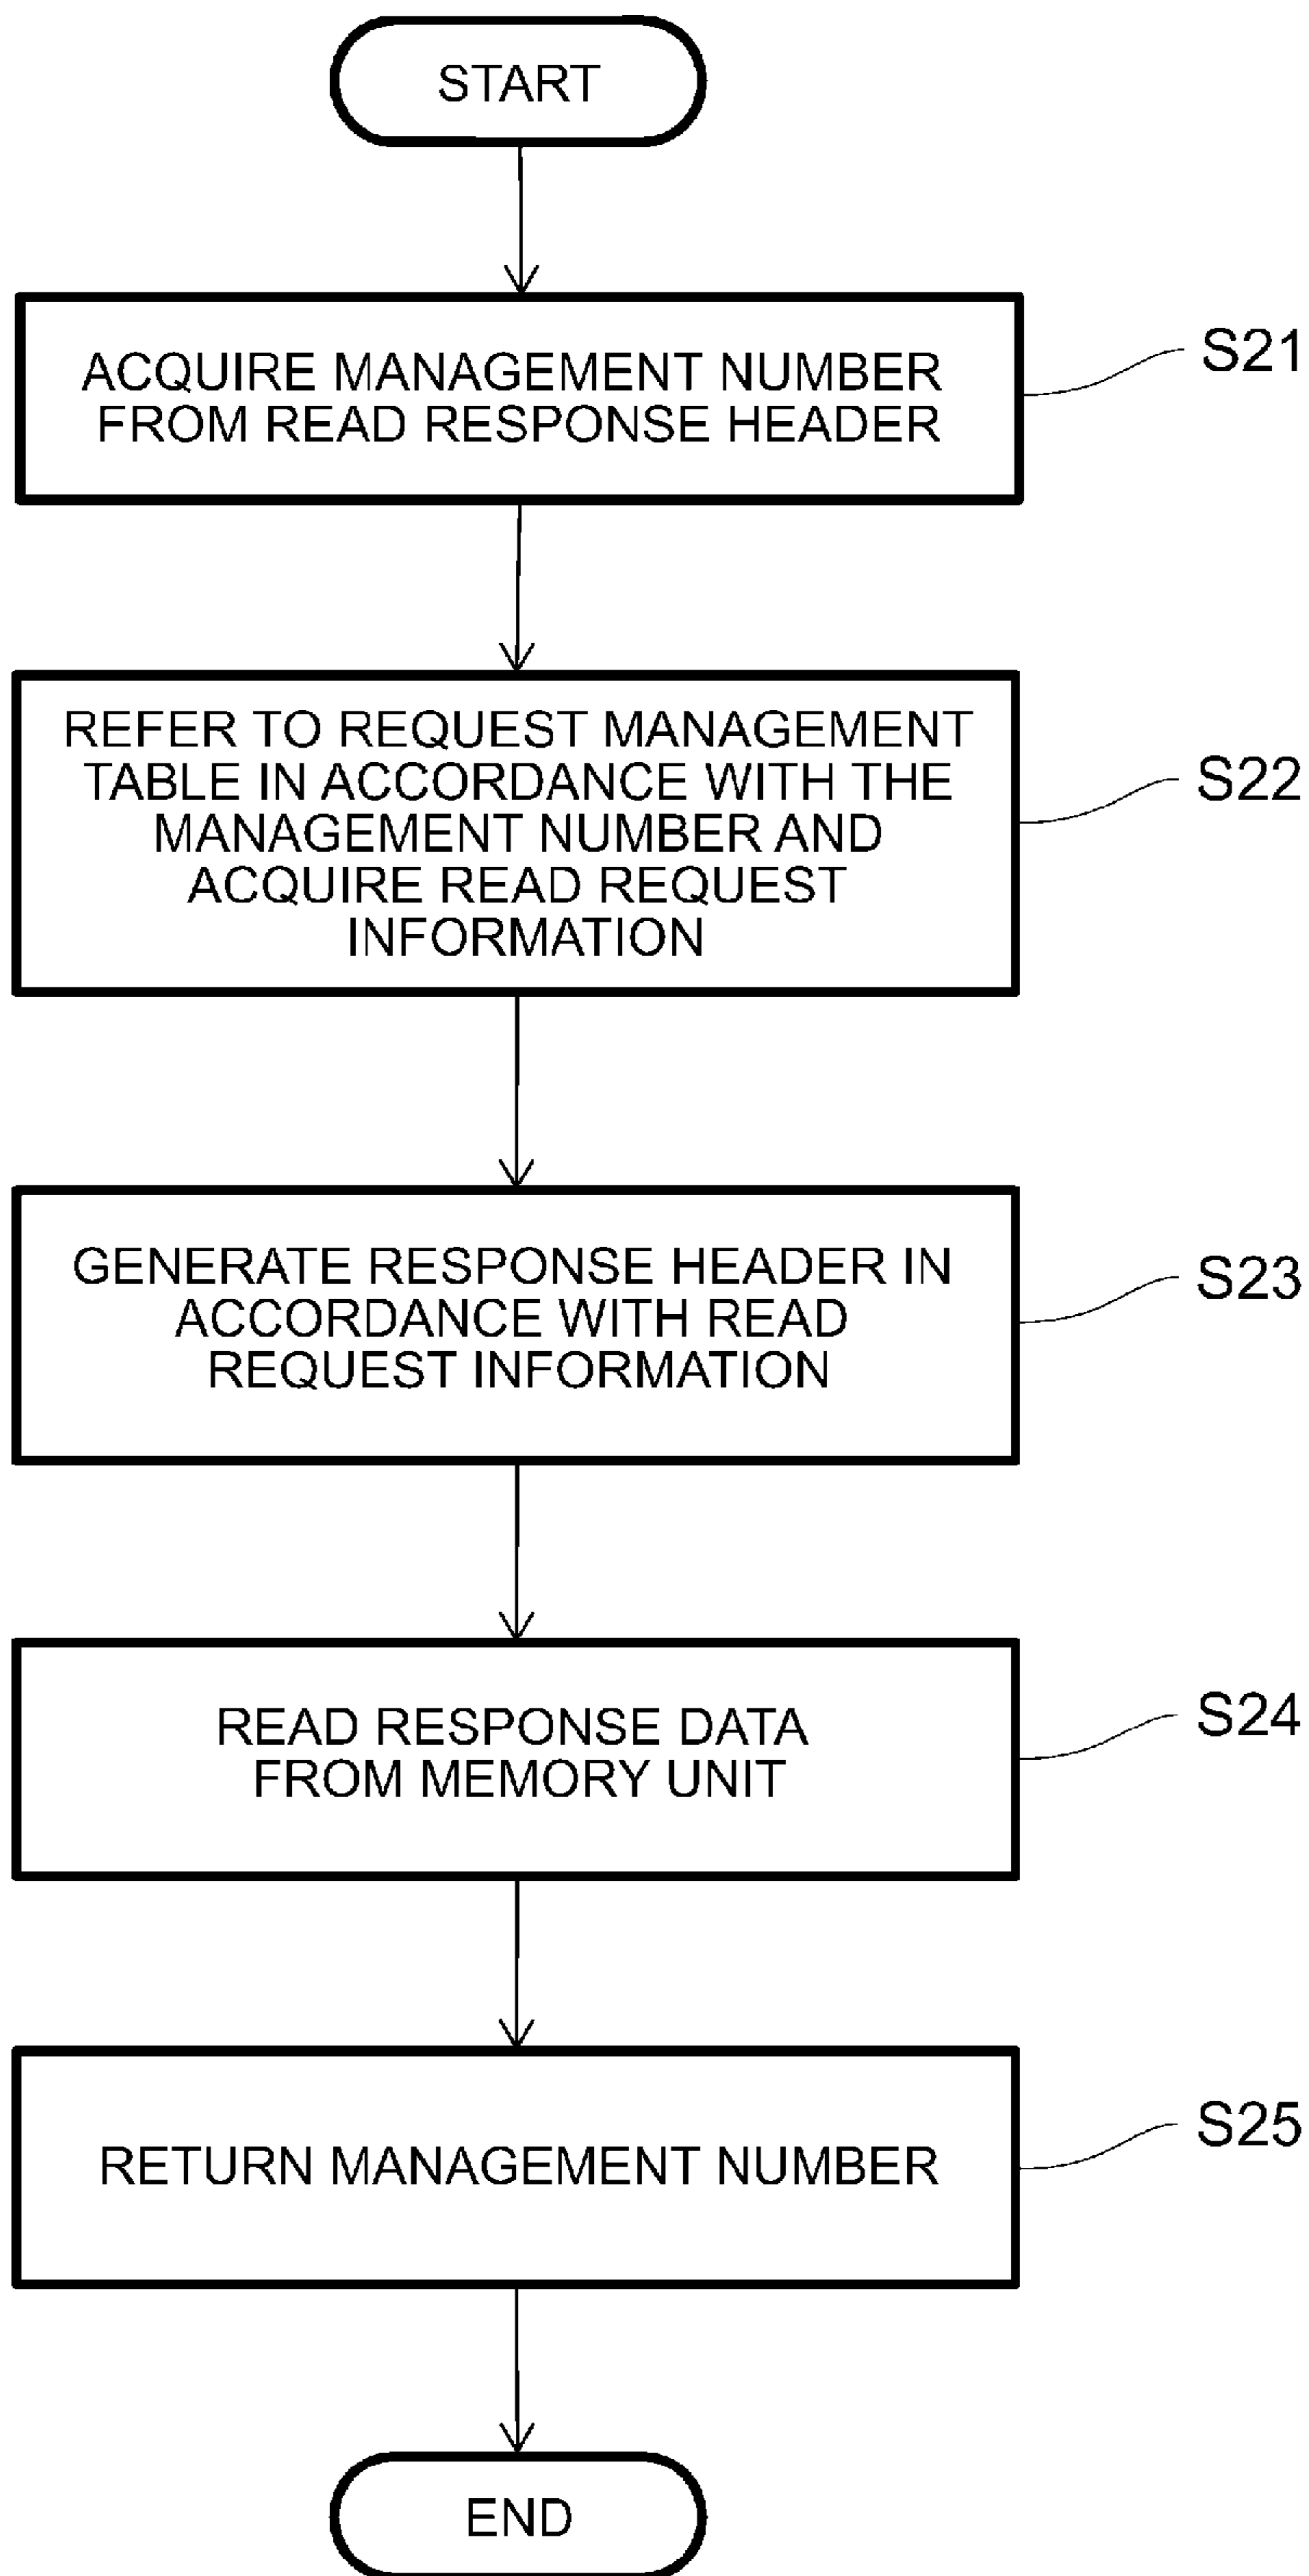 START
ACQUIRE MANAGEMENT NUMBER
FROM READ RESPONSE HEADER
S21
REFER TO REQUEST MANAGEMENT
TABLE IN ACCORDANCE WITH THE
MANAGEMENT NUMBER AND
ACQUIRE READ REQUEST
INFORMATION
S22
GENERATE RESPONSE HEADER IN
ACCORDANCE WITH READ
REQUEST INFORMATION
S23
READ RESPONSE DATA
FROM MEMORY UNIT
S24
RETURN MANAGEMENT NUMBER
S25
END